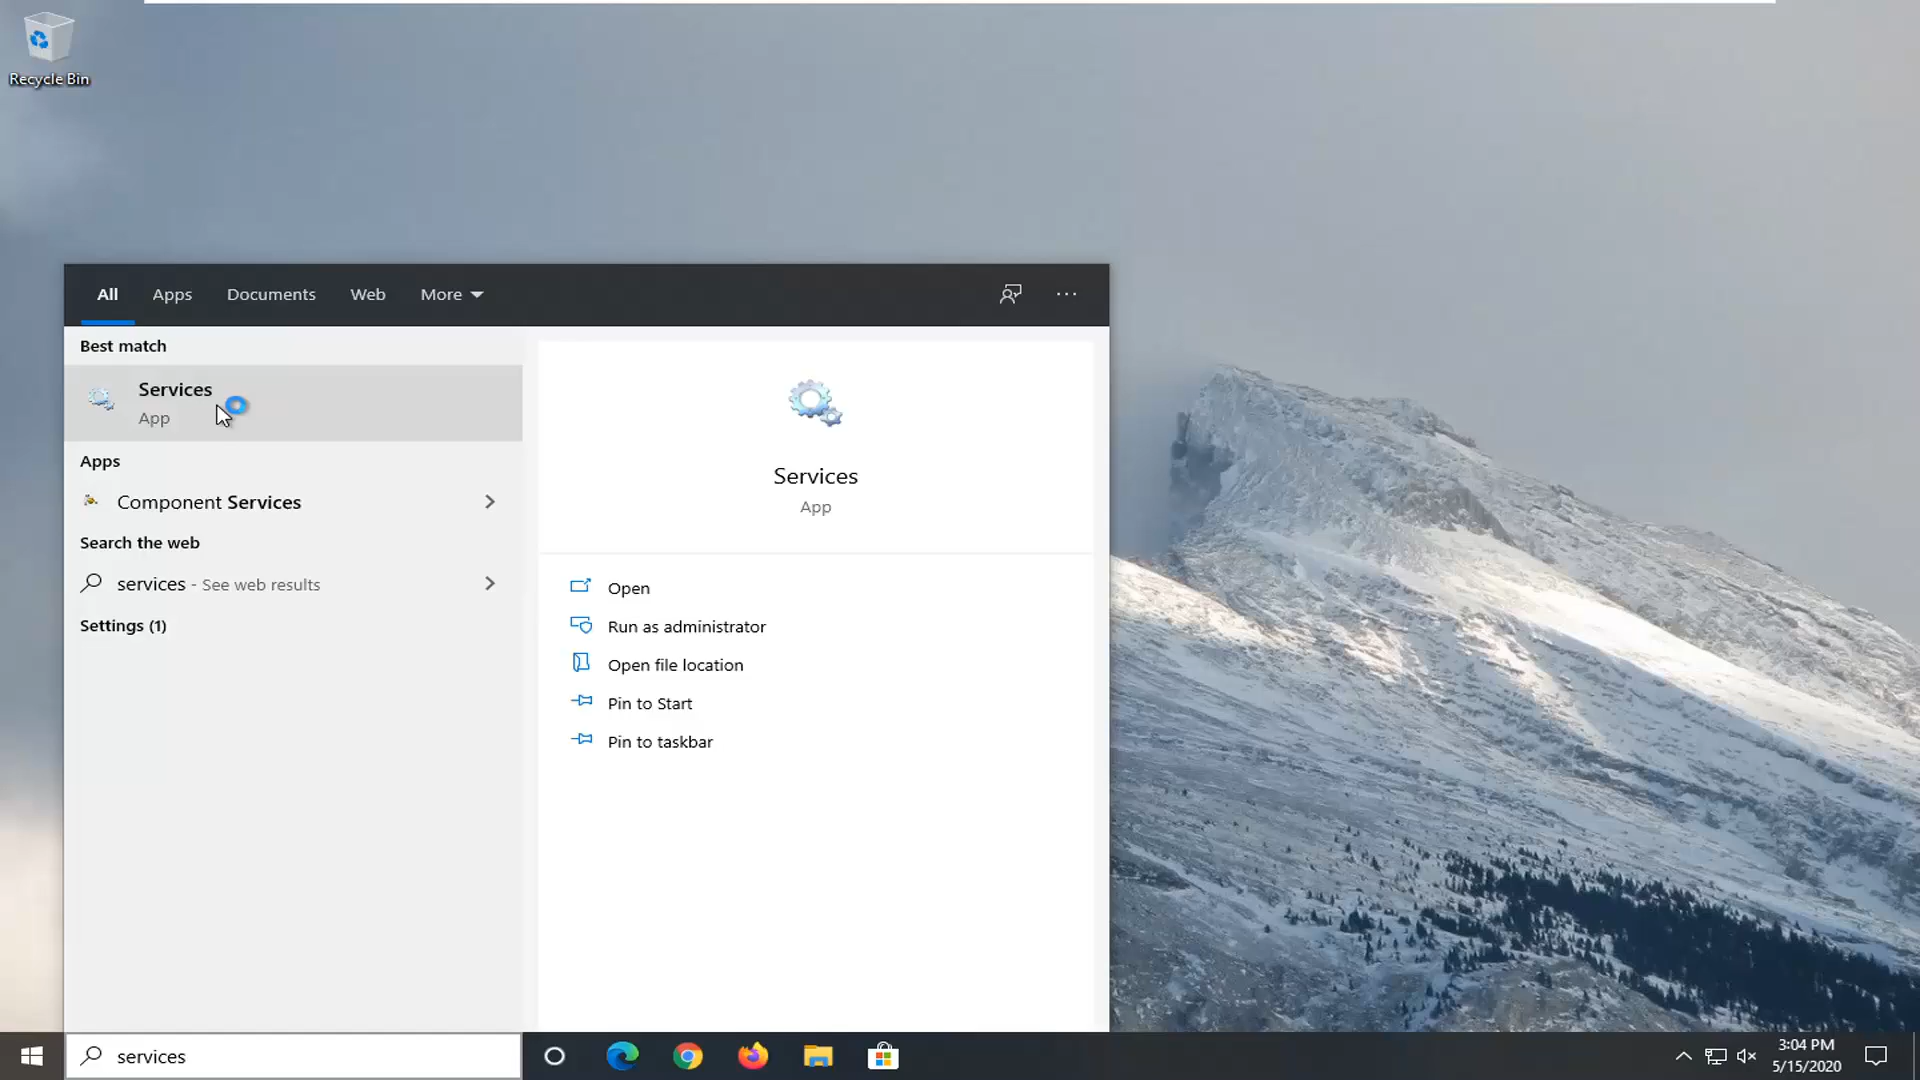 Recycle Bin
All Apps Documents Web More
Best match
Services
App
Apps
Component Services
Search the web
services - See web results
Settings (1)
Services
App
Open
Run as administrator
Open file location
Pin to Start
Pin to taskbar
services
3:04 PM
5/15/2020